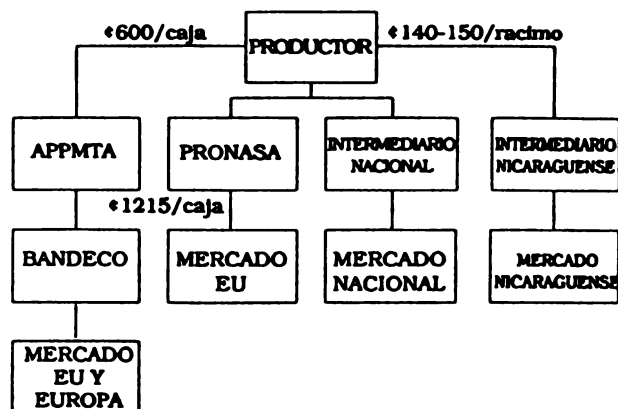 ¢600/caja
PRODUCTOR
¢140-150/racimo
APPMTA
PRONASA
INTERMEDIARIO
NACIONAL
INTERMEDIARIO
NICARAGUENSE
¢1215/caja
BANDECO
MERCADO
EU
MERCADO
NACIONAL
MERCADO
NICARAGUENSE
MERCADO
EU Y
EUROPA